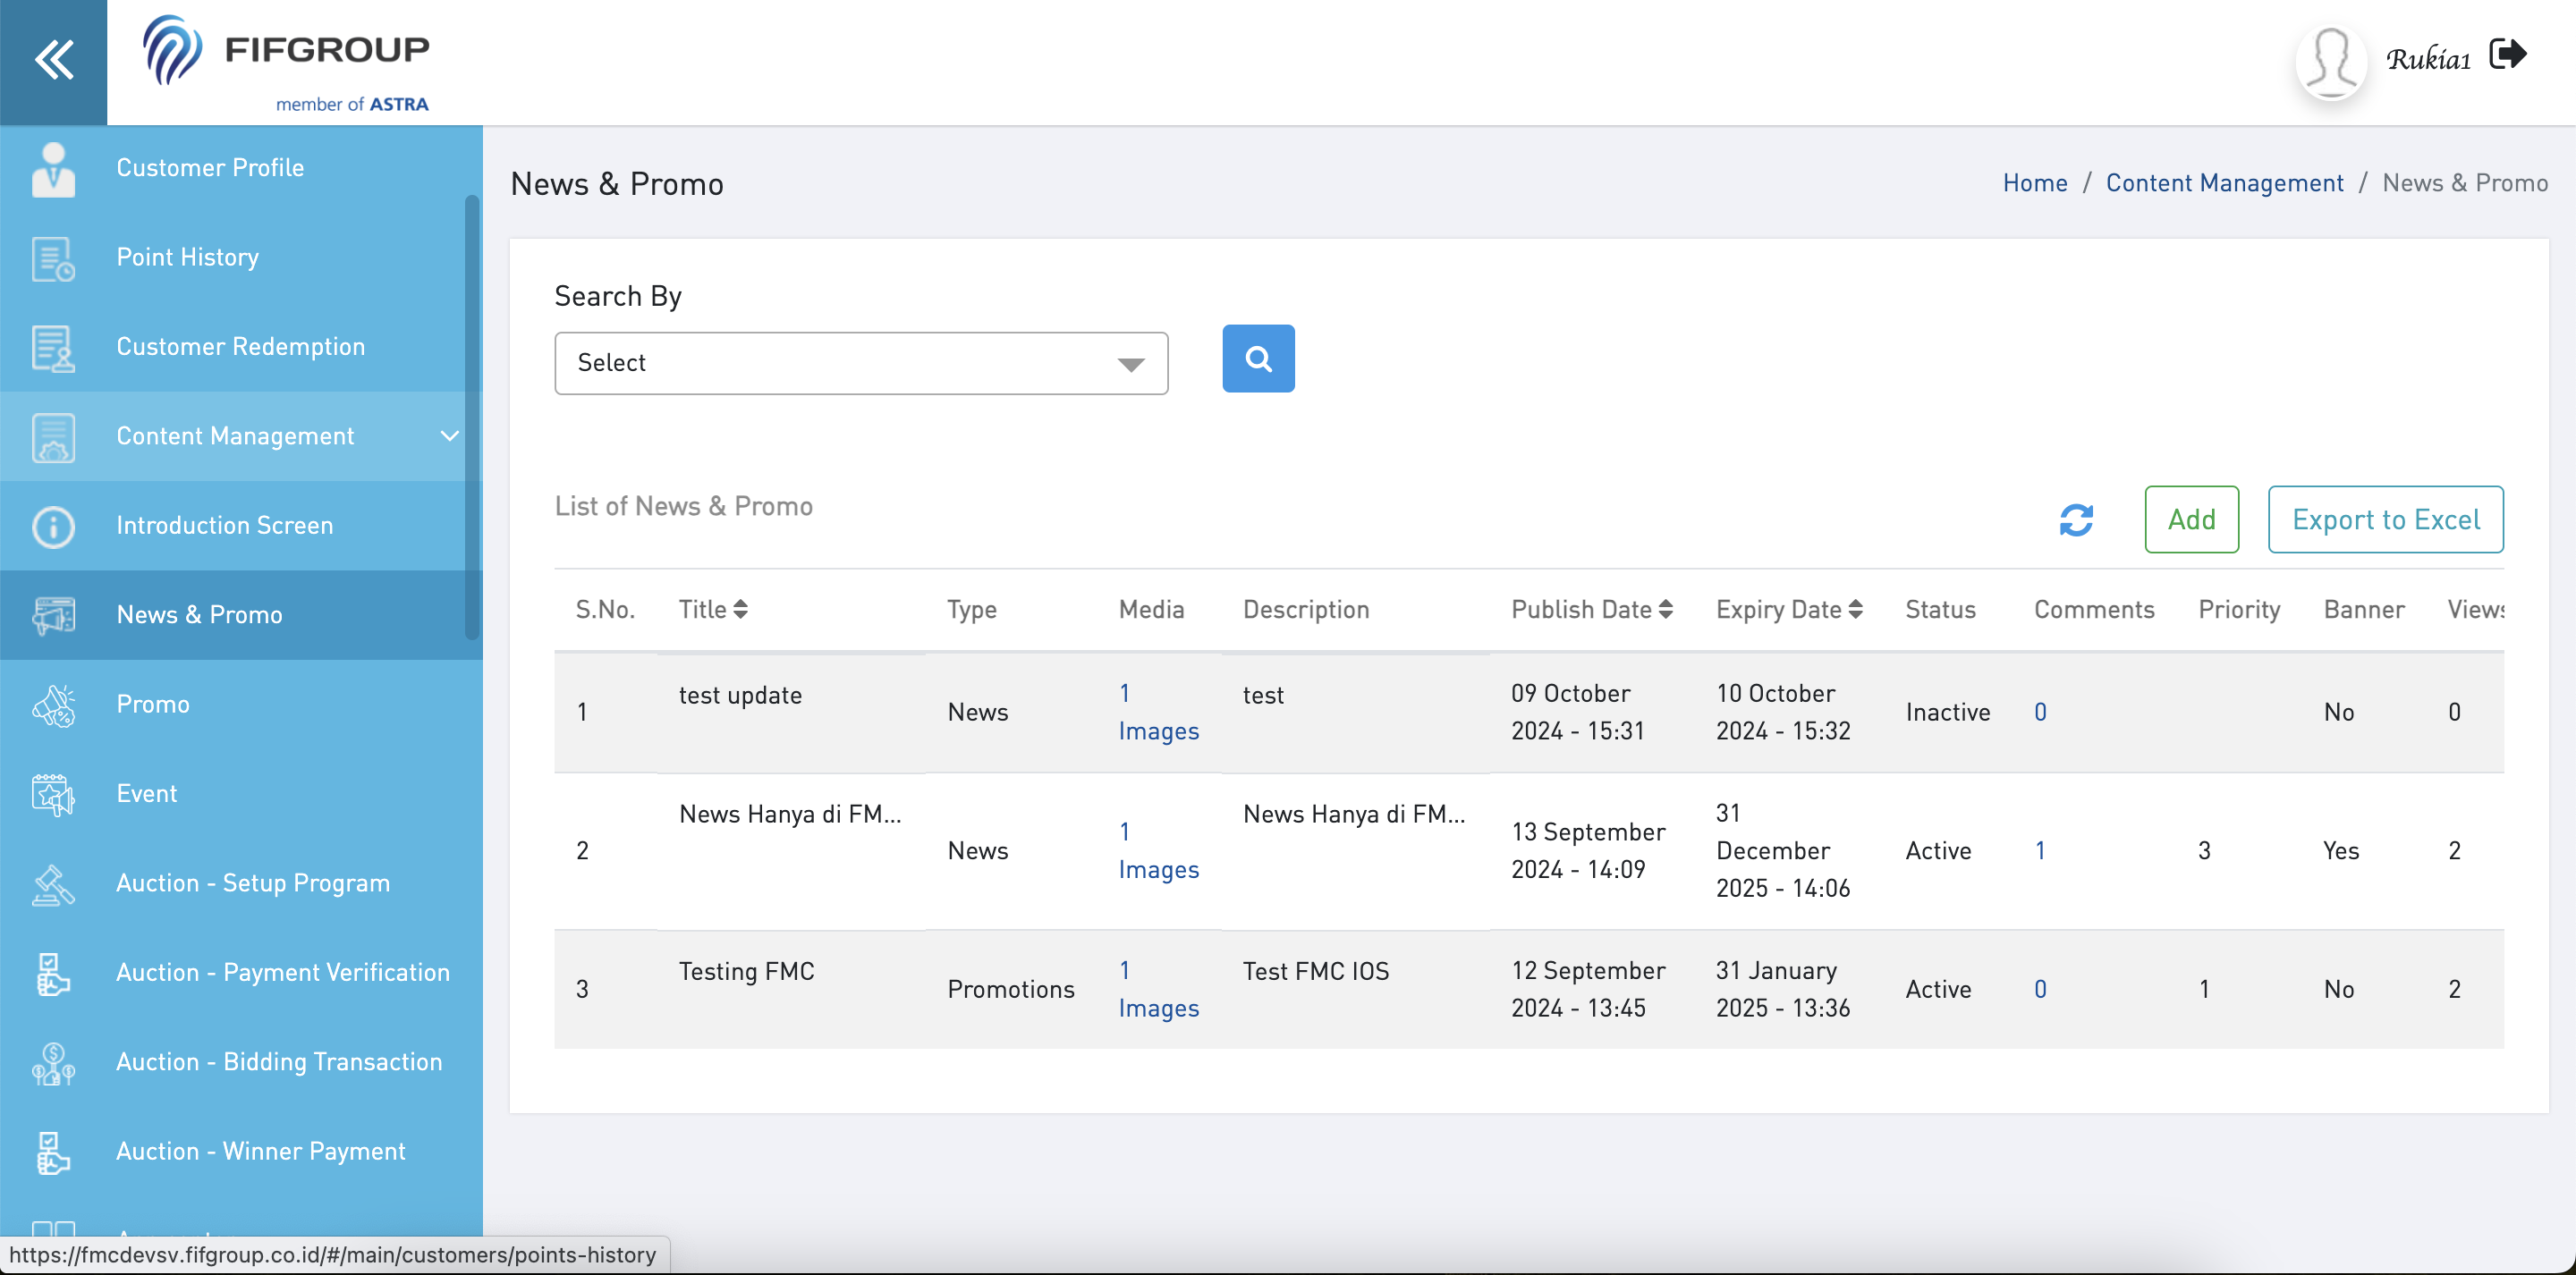 FIFGROUP
member of ASTRA
Rukia1
Customer Profile
Point History
Customer Redemption
Content Management
Introduction Screen
News & Promo
Promo
Event
Auction - Setup Program
Auction - Payment Verification
Auction - Bidding Transaction
Auction - Winner Payment
News & Promo
Home / Content Management / News & Promo
Search By
Select
List of News & Promo
Add
Export to Excel
S.No. Title Type Media Description Publish Date Expiry Date Status Comments Priority Banner Views
1 test update News 1 Images test 09 October 2024 - 15:31 10 October 2024 - 15:32 Inactive 0 No 0
2 News Hanya di FM... News 1 Images News Hanya di FM... 13 September 2024 - 14:09 31 December 2025 - 14:06 Active 1 3 Yes 2
3 Testing FMC Promotions 1 Images Test FMC IOS 12 September 2024 - 13:45 31 January 2025 - 13:36 Active 0 1 No 2
https://fmcdevsv.fifgroup.co.id/#/main/customers/points-history